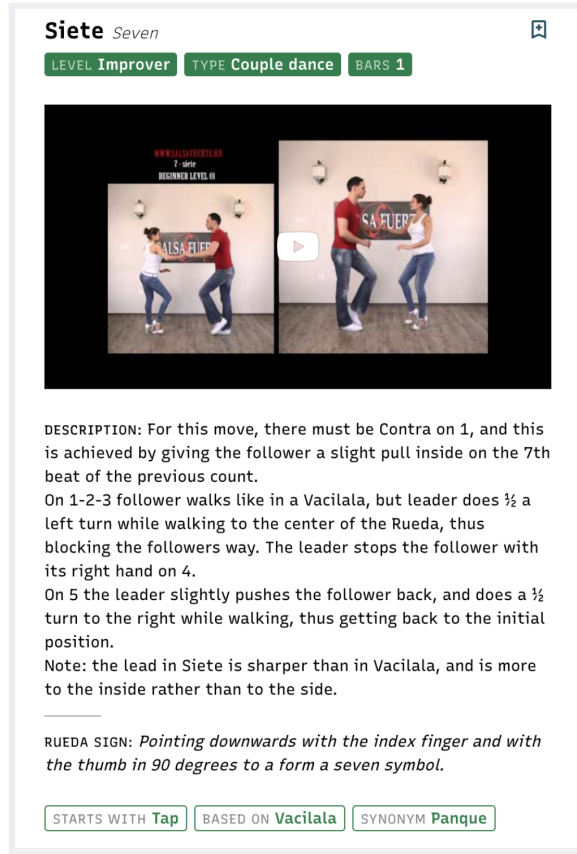 Siete Seven
LEVEL Improver TYPE Couple dance BARS 1
WWW.SALSAFUERTE.HU
7 - siete
BEGINNER LEVEL 01
ALSA FUER
SA FUERT
DESCRIPTION: For this move, there must be Contra on 1, and this
is achieved by giving the follower a slight pull inside on the 7th
beat of the previous count.
On 1-2-3 follower walks like in a Vacilala, but leader does ½ a
left turn while walking to the center of the Rueda, thus
blocking the followers way. The leader stops the follower with
its right hand on 4.
On 5 the leader slightly pushes the follower back, and does a ½
turn to the right while walking, thus getting back to the initial
position.
Note: the lead in Siete is sharper than in Vacilala, and is more
to the inside rather than to the side.
RUEDA SIGN: Pointing downwards with the index finger and with
the thumb in 90 degrees to a form a seven symbol.
STARTS WITH Tap BASED ON Vacilala SYNONYM Panque